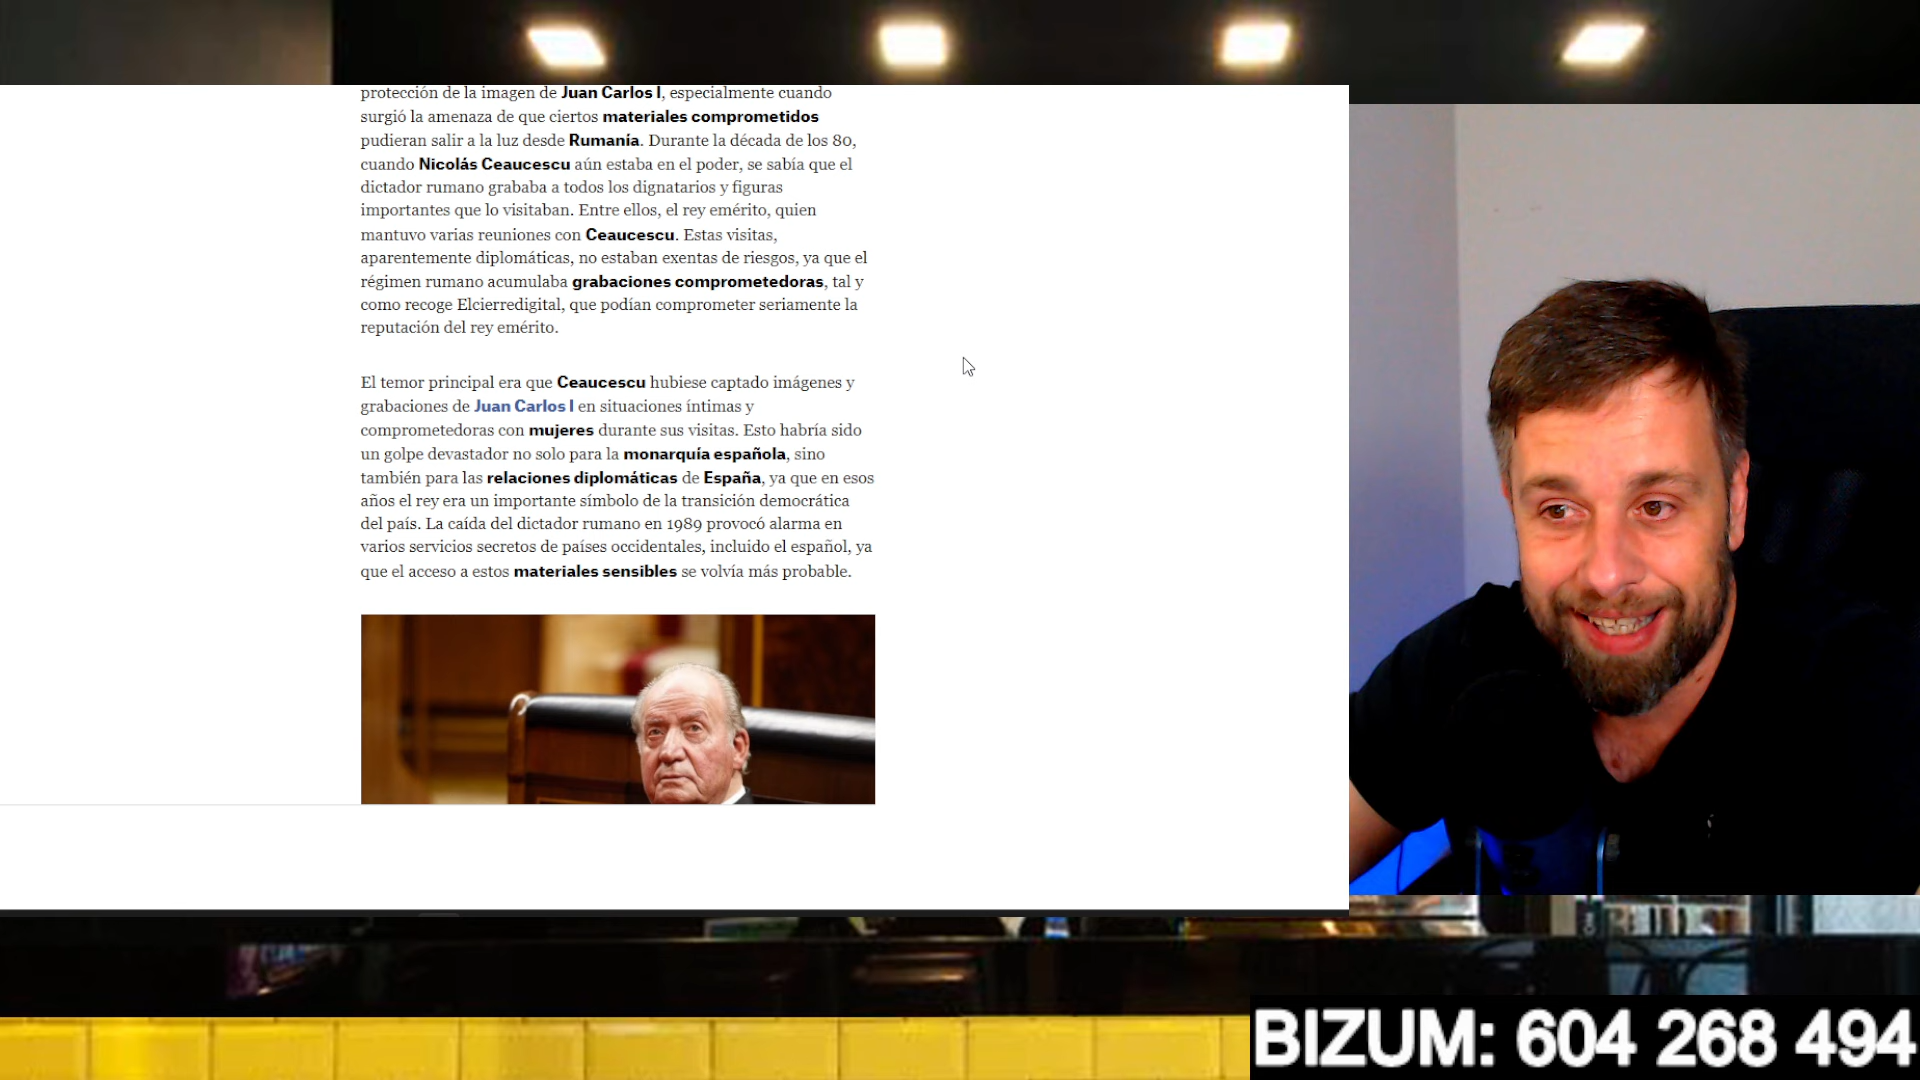 protección de la imagen de Juan Carlos I, especialmente cuando
surgió la amenaza de que ciertos materiales comprometidos
pudieran salir a la luz desde Rumanía. Durante la década de los 80,
cuando Nicolás Ceaucescu aún estaba en el poder, se sabía que el
dictador rumano grababa a todos los dignatarios y figuras
importantes que lo visitaban. Entre ellos, el rey emérito, quien
mantuvo varias reuniones con Ceaucescu. Estas visitas,
aparentemente diplomáticas, no estaban exentas de riesgos, ya que el
régimen rumano acumulaba grabaciones comprometedoras, tal y
como recoge Elcierredigital, que podían comprometer seriamente la
reputación del rey emérito.
El temor principal era que Ceaucescu hubiese captado imágenes y
grabaciones de Juan Carlos I en situaciones íntimas y
comprometedoras con mujeres durante sus visitas. Esto habría sido
un golpe devastador no solo para la monarquía española, sino
también para las relaciones diplomáticas de España, ya que en esos
años el rey era un importante símbolo de la transición democrática
del país. La caída del dictador rumano en 1989 provocó alarma en
varios servicios secretos de países occidentales, incluido el español, ya
que el acceso a estos materiales sensibles se volvía más probable.
BIZUM: 604 268 494